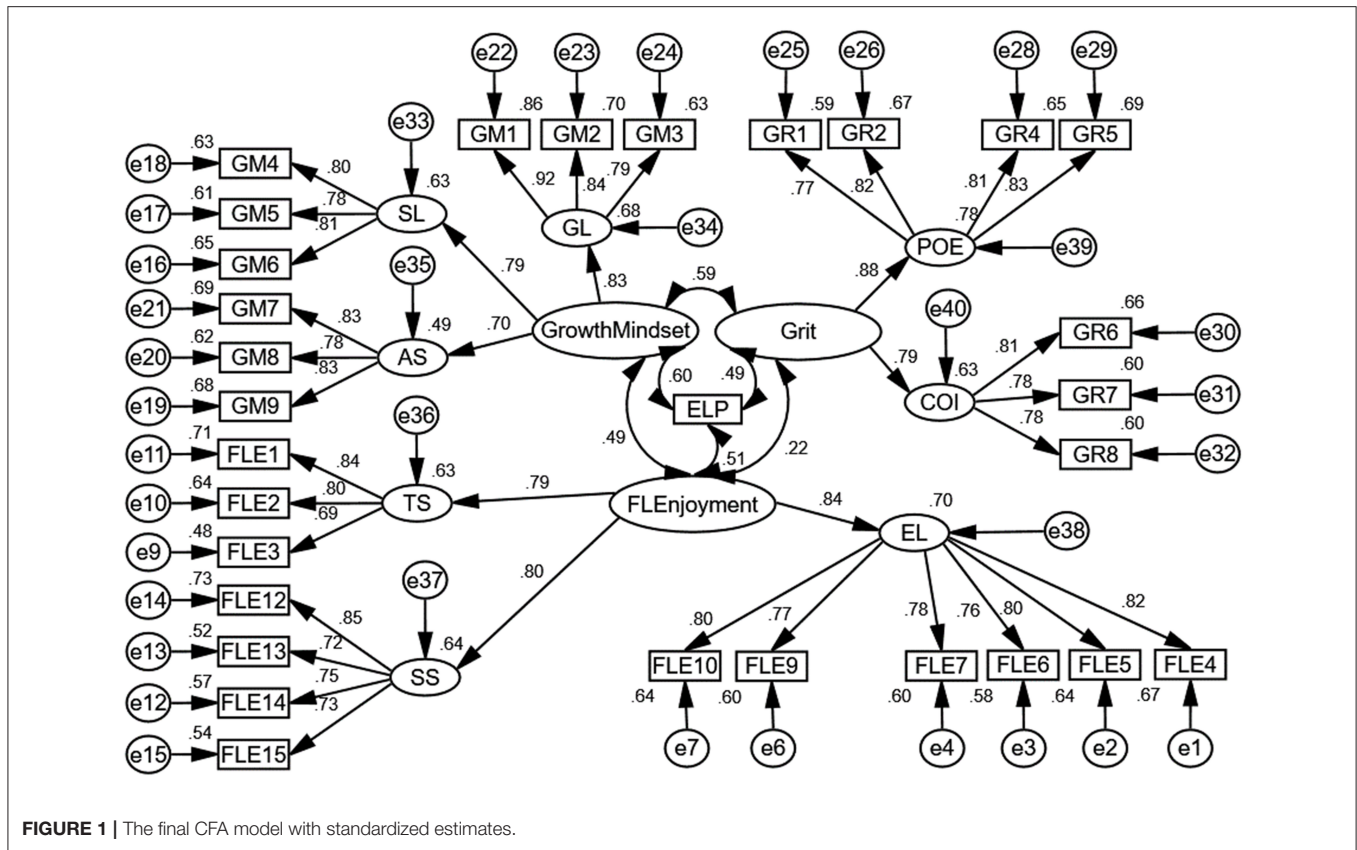 e22 e23 e24 e25 e26 e28 e29
.86 .70 .63 .59 .67 .65 .69
GM1 GM2 GM3 GR1 GR2 GR4 GR5
e33
.63
e18 GM4 .80
.92 .84 .79 .77 .82 .81 .83
.61 .63
e17 GM5 .78 SL
.81
.68 .78
GL e34 POE e39
.65
e16 GM6
.79 .83 .59 .88
e35
.69
e21 GM7 .83
.49 .70
GrowthMindset Grit
e40 .66
GR6 e30
.62
e20 GM8 .78 AS
.83
.60 .49 .79 .63 .81 .60
.68
e19 GM9
ELP COI .78 GR7 e31
.78 .60
e36
.71
e11 FLE1 .84
.63
.49 .51 .22
GR8 e32
.64
e10 FLE2 .80 TS .79
.69
FLEnjoyment .84 .70
EL e38
.48
e9 FLE3
e37
.73
e14 FLE12 .85
.64 .80
.52
e13 FLE13 .72
.75
SS
.57
e12 FLE14 .73
.54
e15 FLE15
.80 .77 .78 .76 .80 .82
FLE10 FLE9 FLE7 FLE6 FLE5 FLE4
.64 .60 .60 .58 .64 .67
e7 e6 e4 e3 e2 e1
FIGURE 1 | The final CFA model with standardized estimates.